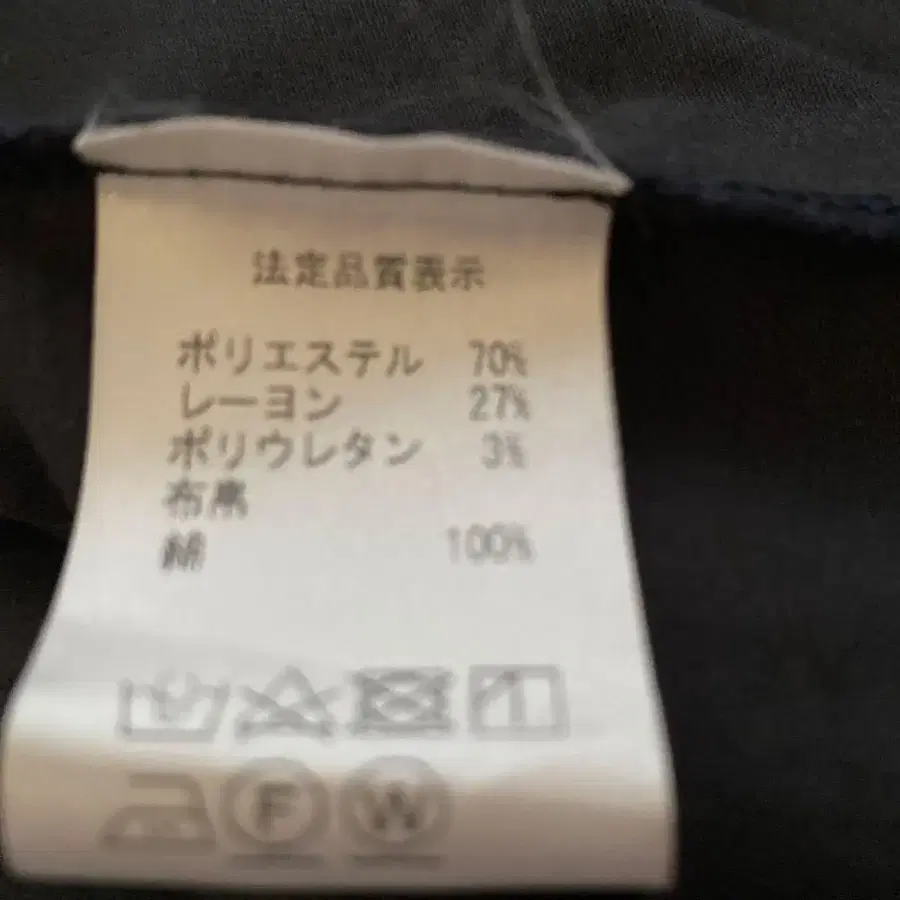 法定品質表示
ポリエステル 70%
レーヨン 27%
ポリウレタン 3%
布帛
綿 100%
F W